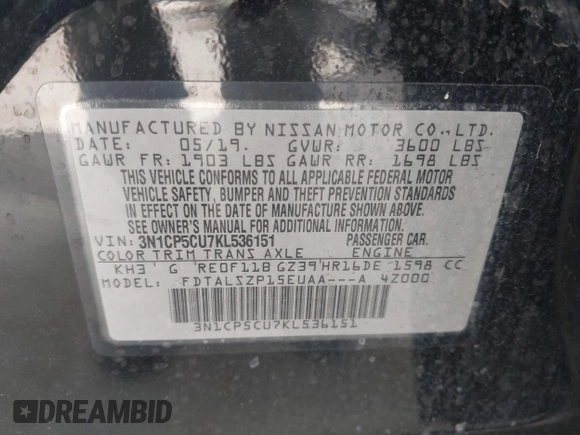 MANUFACTURED BY NISSAN MOTOR CO.,LTD.
DATE: 05/19. GVWR: 3600 LBS
GAWR FR: 1903 LBS GAWR RR: 1698 LBS
THIS VEHICLE CONFORMS TO ALL APPLICABLE FEDERAL MOTOR
VEHICLE SAFETY, BUMPER AND THEFT PREVENTION STANDARDS
IN EFFECT ON THE DATE OF MANUFACTURE SHOWN ABOVE.
SEE OWNER'S MANUAL FOR ADDITIONAL INFORMATION.
VIN: 3N1CP5CU7KL536151 PASSENGER CAR.
COLOR TRIM TRANS AXLE ENGINE
KH3 G RE0F11B GZ39 HR16DE 1598 CC
MODEL: FDTALSZP15EUAA---A 4Z000
3N1CP5CU7KL536151
DREAMBID